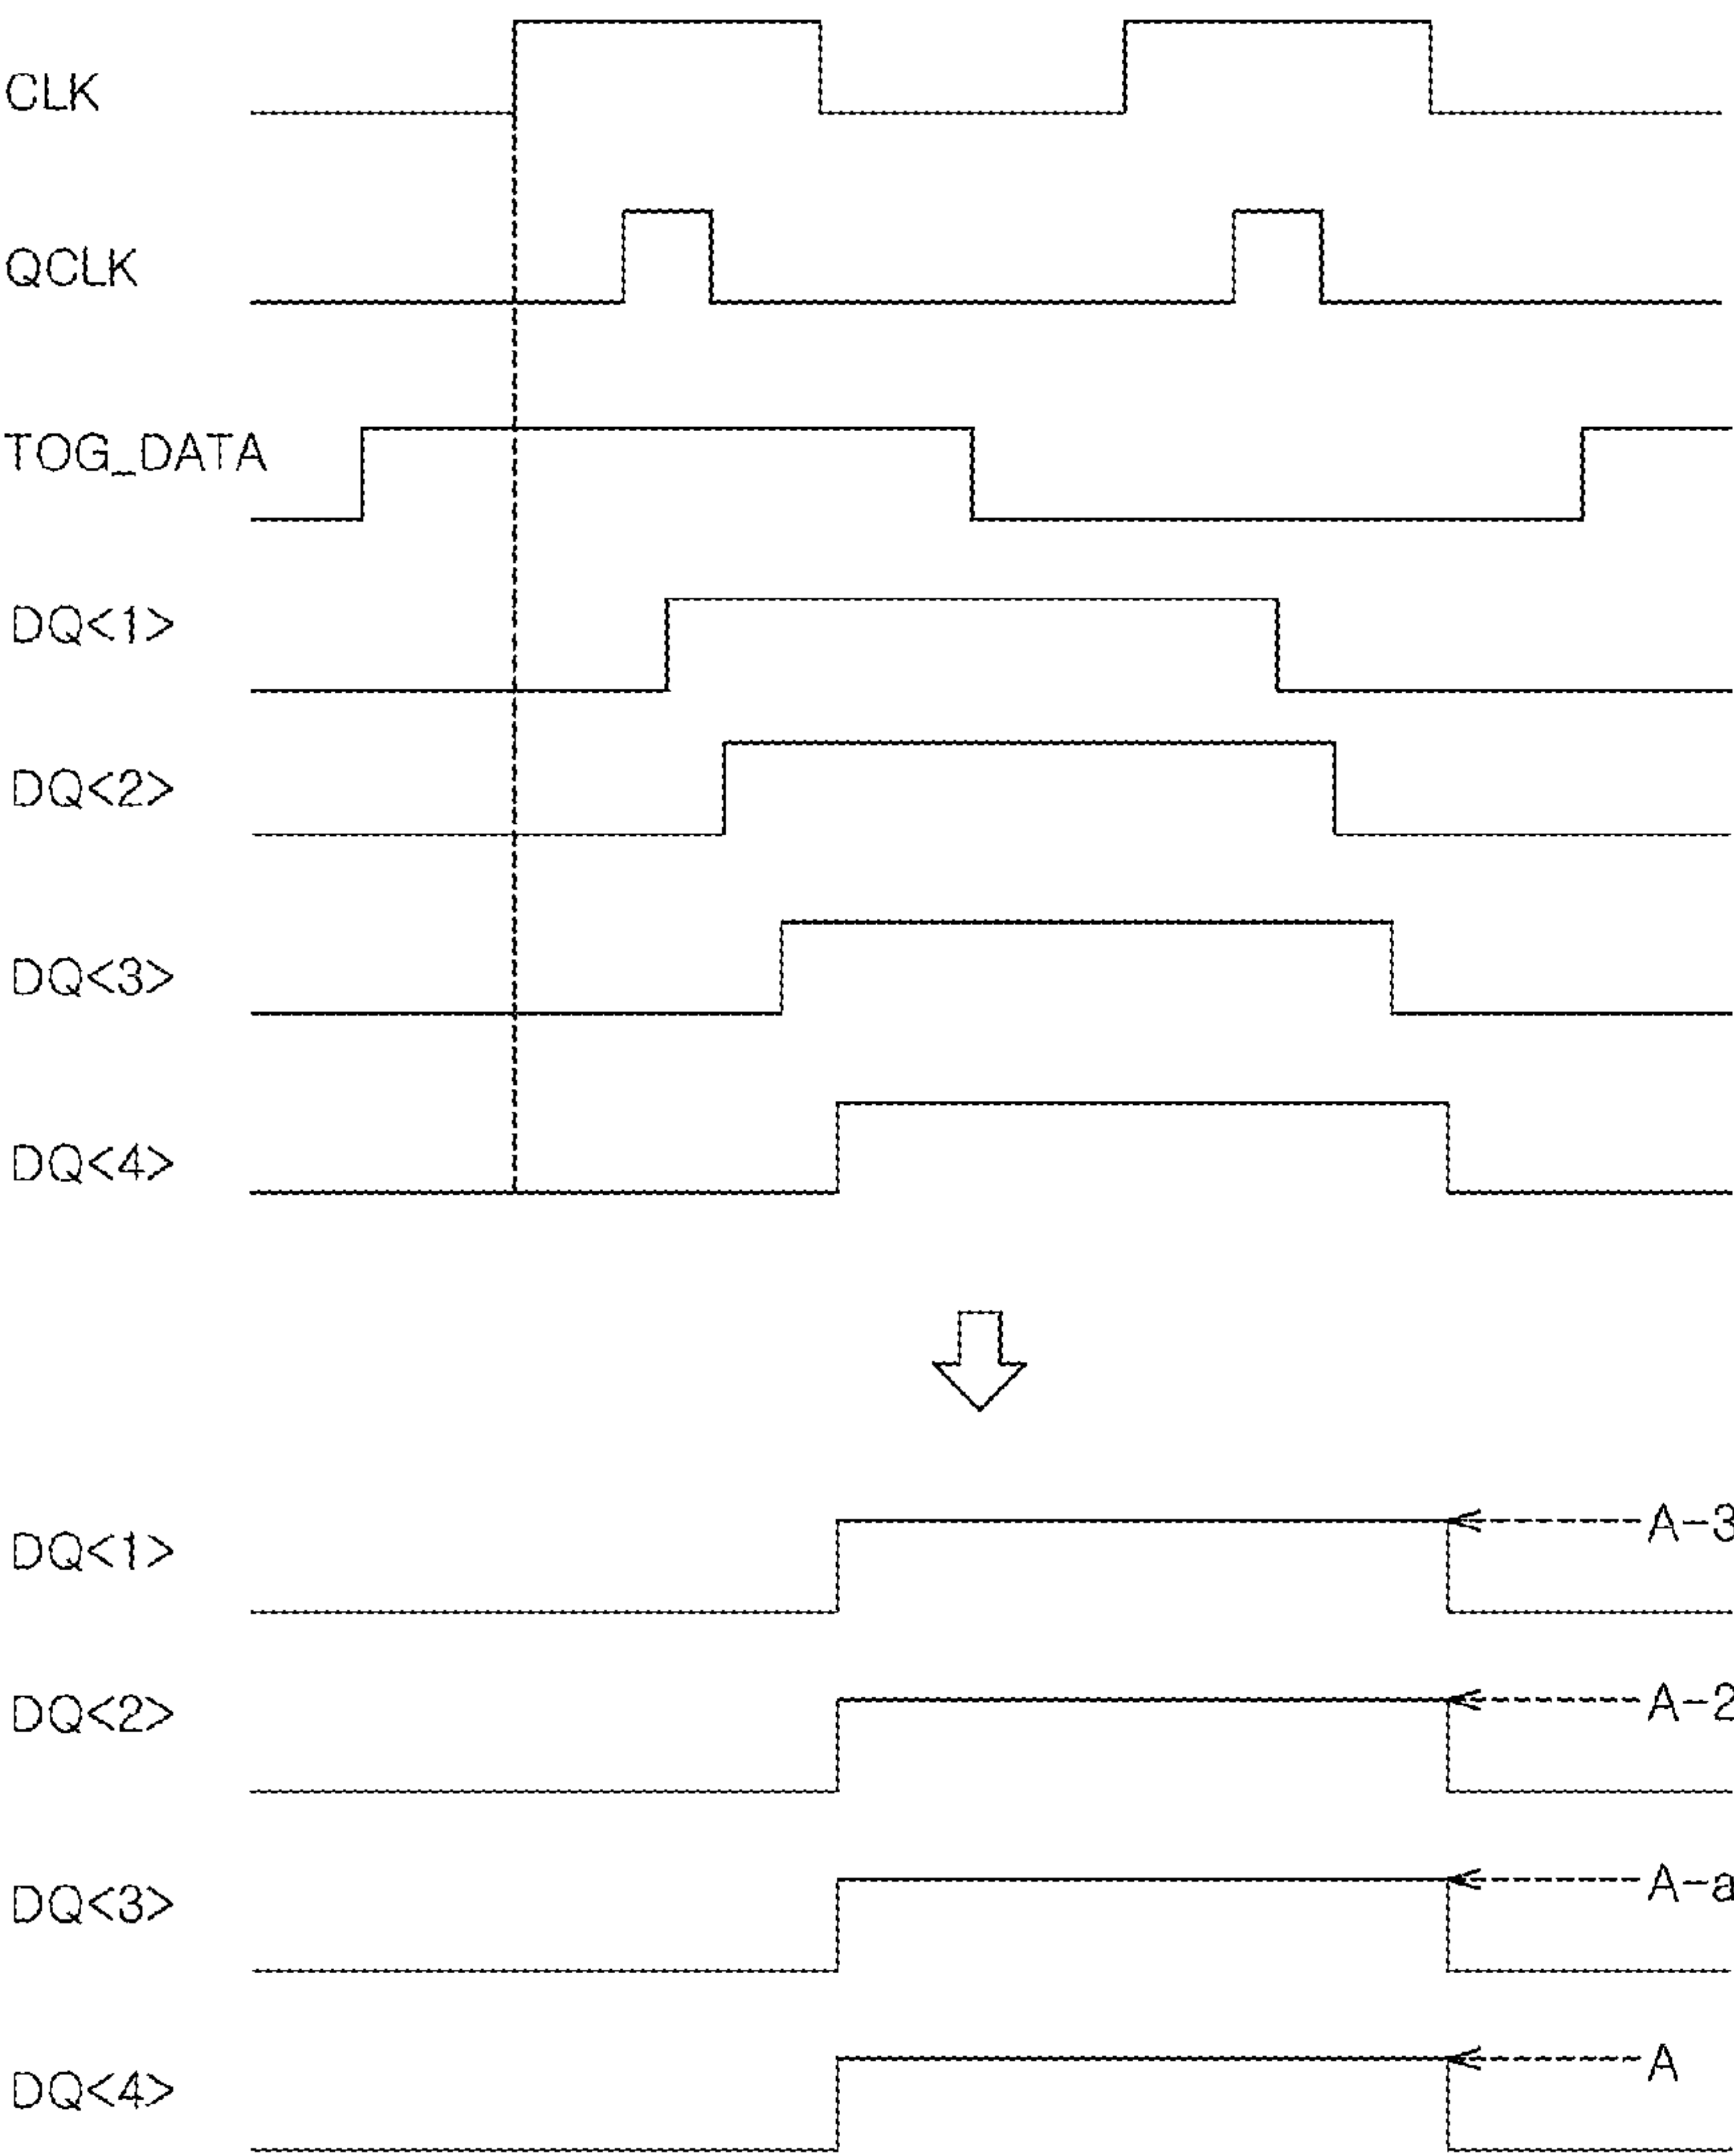 CLK
QCLK
TOG_DATA
DQ<1>
DQ<2>
DQ<3>
DQ<4>
DQ<1> A-3
DQ<2> A-2
DQ<3> A-a
DQ<4> A